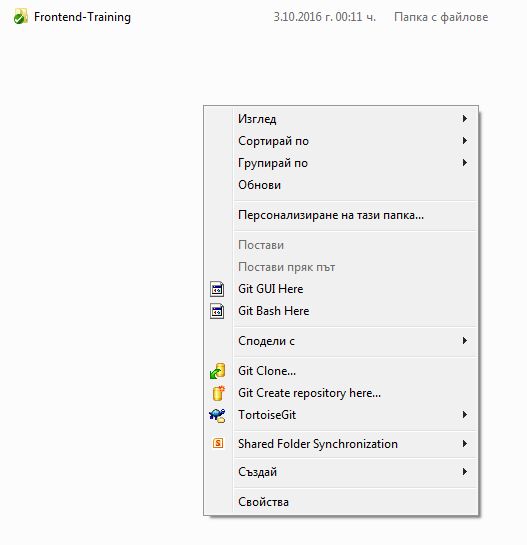 Frontend-Training 3.10.2016 г. 00:11 ч. Папка с файлове
Изглед
Сортирай по
Групирай по
Обнови
Персонализиране на тази папка...
Постави
Постави пряк път
Git GUI Here
Git Bash Here
Сподели с
Git Clone...
Git Create repository here...
TortoiseGit
S Shared Folder Synchronization
Създай
Свойства